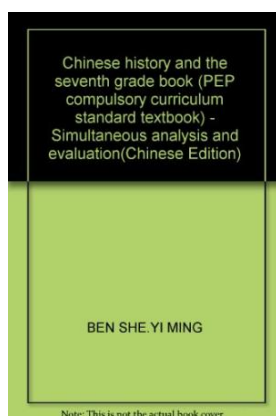 Chinese history and the
seventh grade book (PEP
compulsory curriculum
standard textbook) -
Simultaneous analysis and
evaluation(Chinese Edition)
BEN SHE.YI MING
Note: This is not the actual book cover